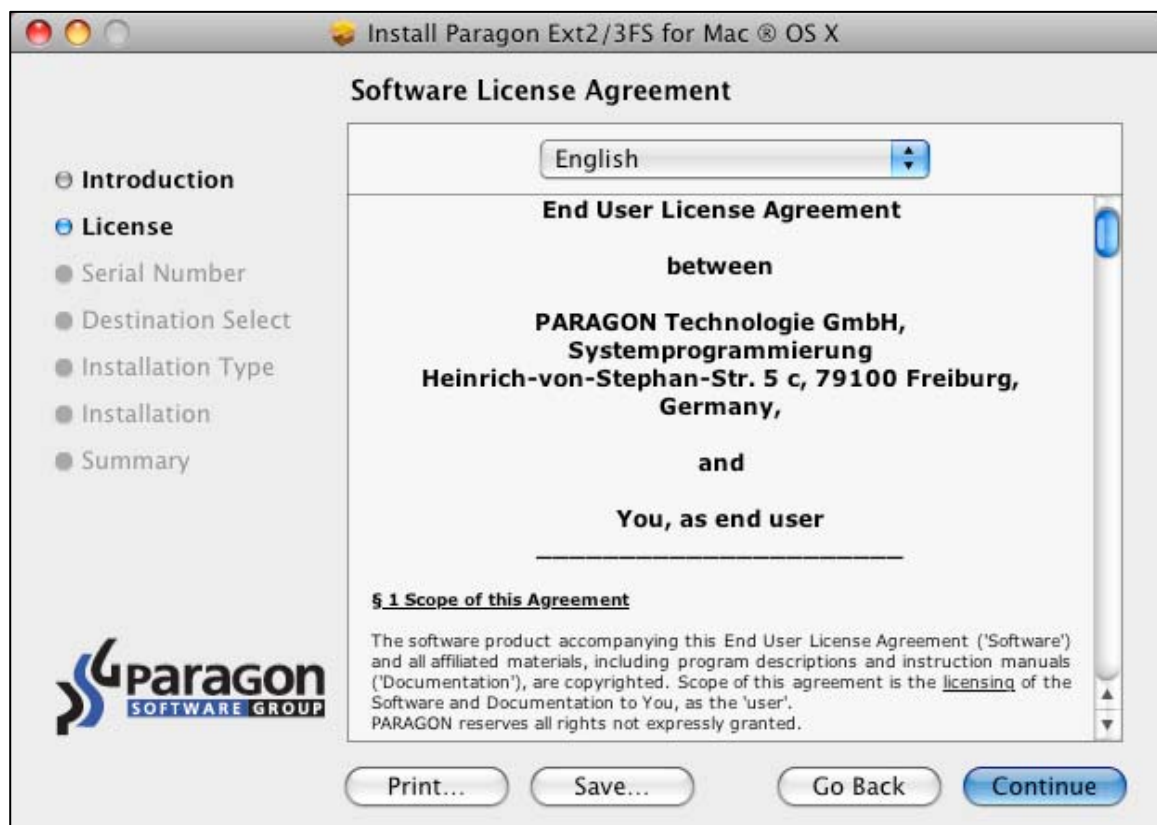 Install Paragon Ext2/3FS for Mac ® OS X
Software License Agreement
Introduction
License
Serial Number
Destination Select
Installation Type
Installation
Summary
English
End User License Agreement
between
PARAGON Technologie GmbH,
Systemprogrammierung
Heinrich-von-Stephan-Str. 5 c, 79100 Freiburg,
Germany,
and
You, as end user
§ 1 Scope of this Agreement
The software product accompanying this End User License Agreement ('Software')
and all affiliated materials, including program descriptions and instruction manuals
('Documentation'), are copyrighted. Scope of this agreement is the licensing of the
Software and Documentation to You, as the 'user'.
PARAGON reserves all rights not expressly granted.
paragon
SOFTWARE GROUP
Print...
Save...
Go Back
Continue